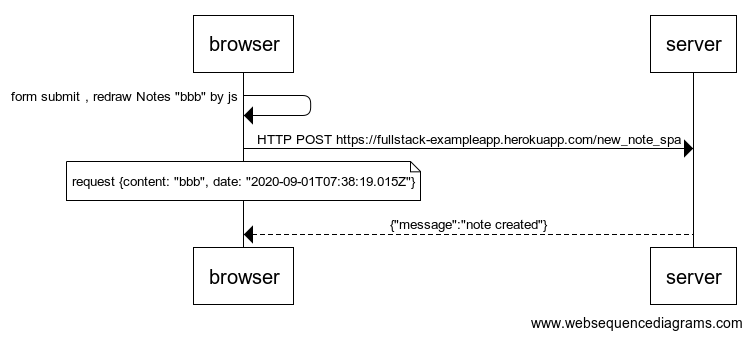 browser
server
form submit , redraw Notes "bbb" by js
HTTP POST https://fullstack-exampleapp.herokuapp.com/new_note_spa
request {content: "bbb", date: "2020-09-01T07:38:19.015Z"}
{"message":"note created"}
browser
server
www.websequencediagrams.com